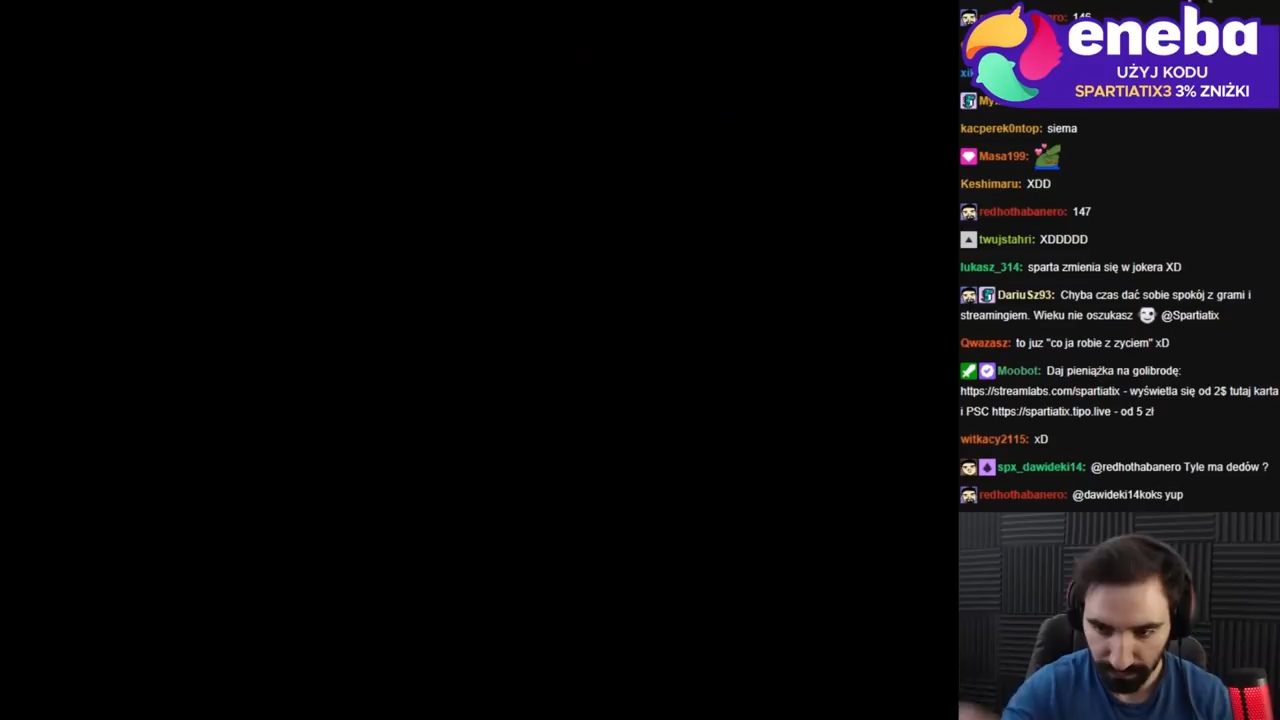 146
eneba
UŻYJ KODU
SPARTIATIX3 3% ZNIŻKI
kacperek0ntop: siema
Masa199:
Keshimaru: XDD
redhothabanero: 147
twujstahri: XDDDDD
lukasz_314: sparta zmienia się w jokera XD
DariuSz93: Chyba czas dać sobie spokój z grami i
streamingiem. Wieku nie oszukasz @Spartiatix
Qwazasz: to juz "co ja robie z zyciem" xD
Moobot: Daj pieniążka na golibrodę:
https://streamlabs.com/spartiatix - wyświetla się od 2$ tutaj karta
i PSC https://spartiatix.tipo.live - od 5 zł
witkacy2115: xD
spx_dawideki14: @redhothabanero Tyle ma dedów ?
redhothabanero: @dawideki14koks yup